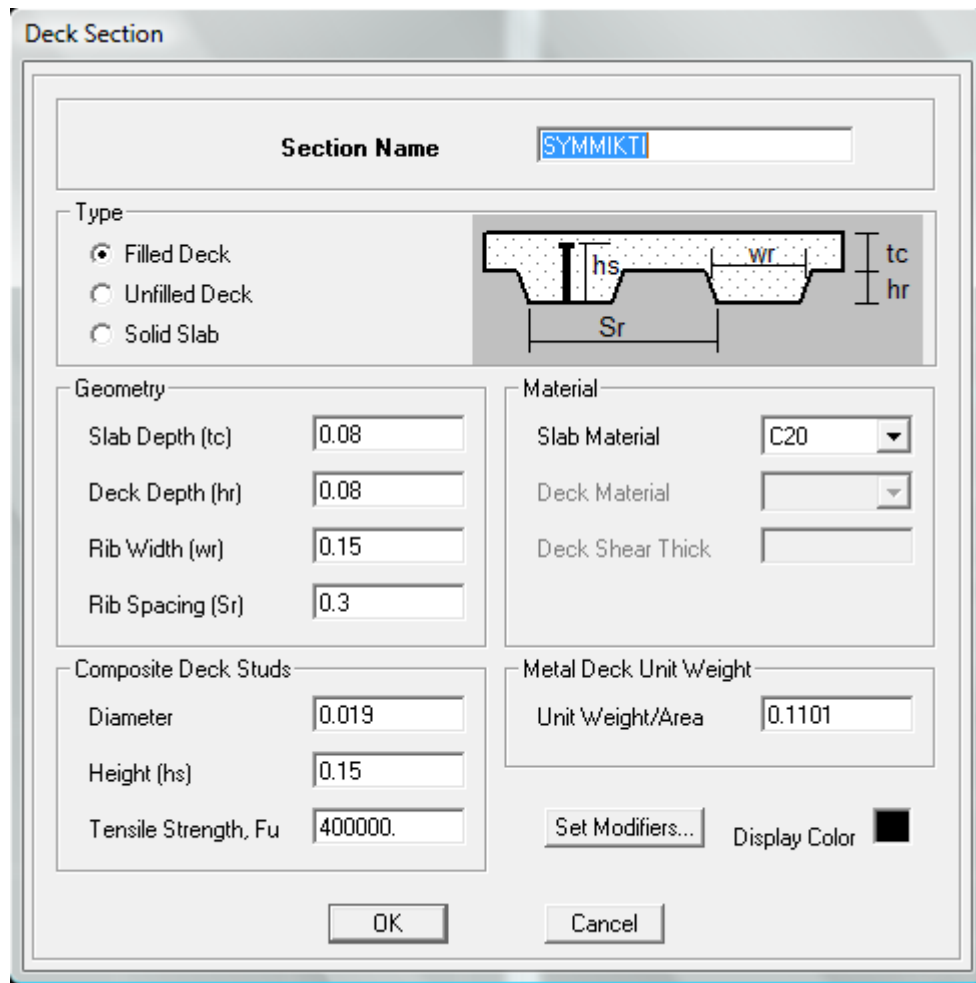 Deck Section
Section Name SYMMIKTI
Type
Filled Deck
Unfilled Deck
Solid Slab
hs wr tc
hr
Sr
Geometry
Slab Depth (tc) 0.08
Deck Depth (hr) 0.08
Rib Width (wr) 0.15
Rib Spacing (Sr) 0.3
Material
Slab Material C20
Deck Material
Deck Shear Thick
Composite Deck Studs
Diameter 0.019
Height (hs) 0.15
Tensile Strength, Fu 400000.
Metal Deck Unit Weight
Unit Weight/Area 0.1101
Set Modifiers... Display Color
OK Cancel